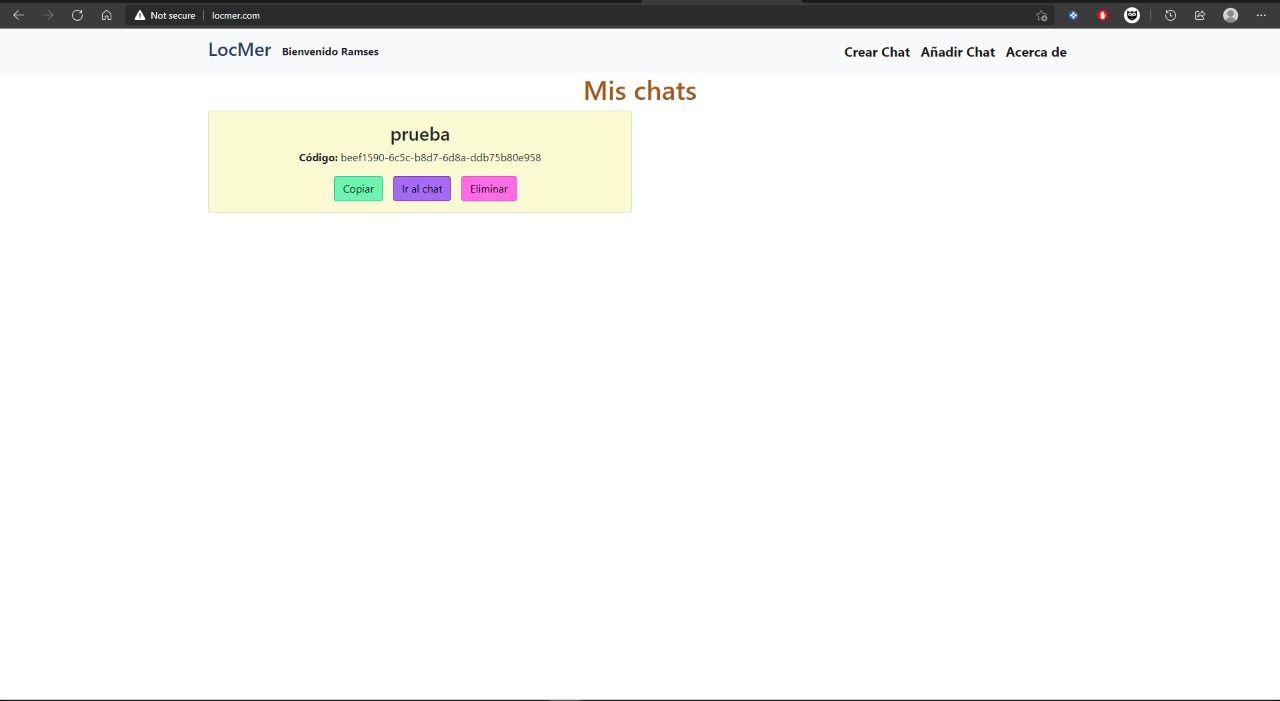 Not secure | locmer.com
LocMer Bienvenido Ramses Crear Chat Añadir Chat Acerca de
Mis chats
prueba
Código: beef1590-6c5c-b8d7-6d8a-ddb75b80e958
Copiar Ir al chat Eliminar